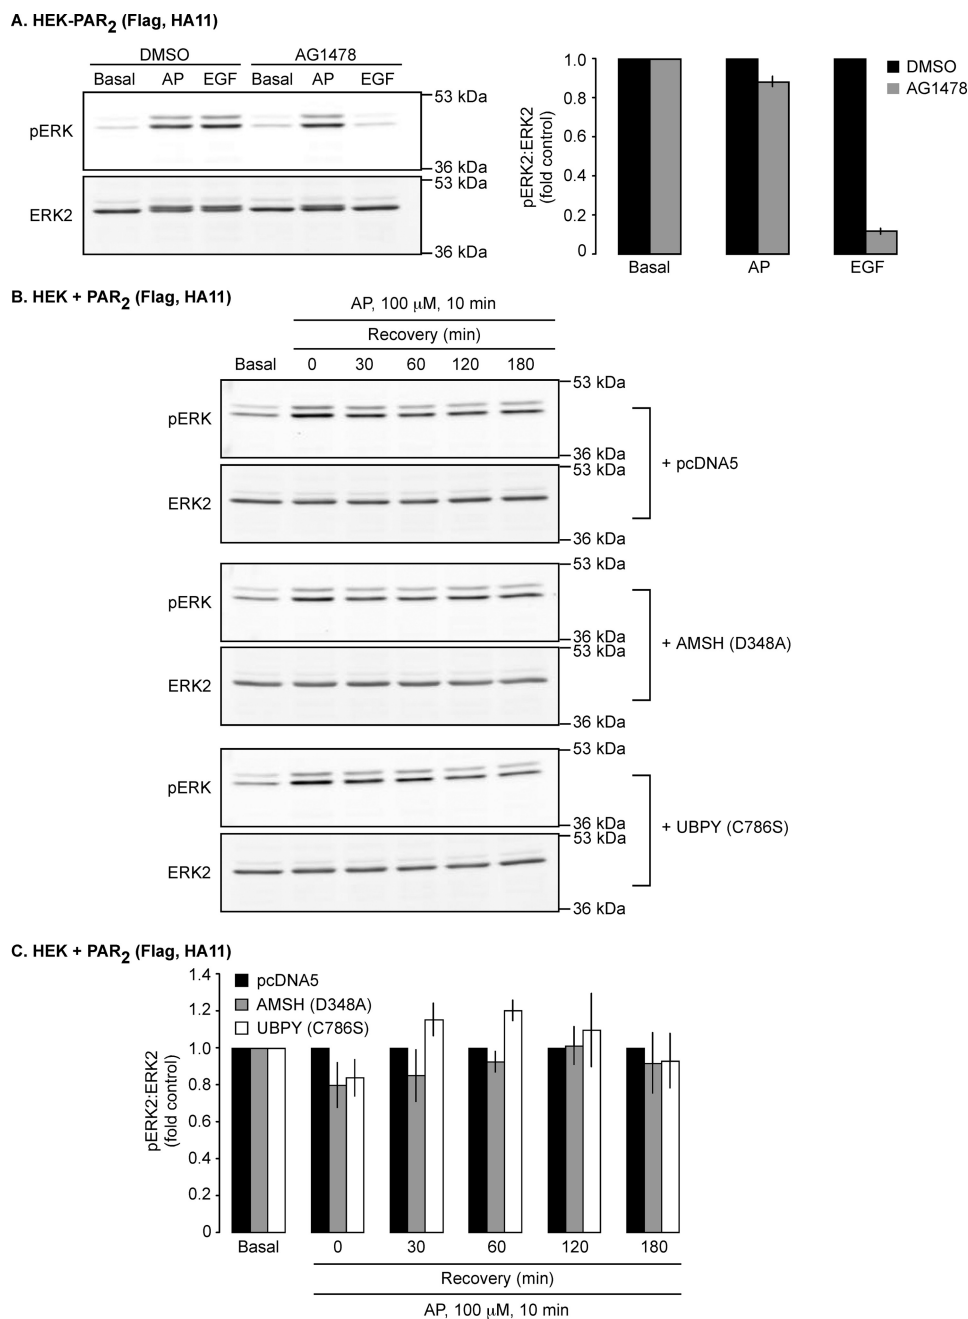 A. HEK-PAR2 (Flag, HA11)
DMSO AG1478
Basal AP EGF Basal AP EGF
pERK
53 kDa
36 kDa
ERK2
53 kDa
36 kDa
pERK2:ERK2
(fold control)
1.0
0.8
0.6
0.4
0.2
0
Basal AP EGF
DMSO
AG1478
B. HEK + PAR2 (Flag, HA11)
AP, 100 μM, 10 min
Recovery (min)
Basal 0 30 60 120 180
pERK
53 kDa
36 kDa
ERK2
53 kDa
36 kDa
+ pcDNA5
pERK
53 kDa
36 kDa
ERK2
53 kDa
36 kDa
+ AMSH (D348A)
pERK
53 kDa
36 kDa
ERK2
53 kDa
36 kDa
+ UBPY (C786S)
C. HEK + PAR2 (Flag, HA11)
pcDNA5
AMSH (D348A)
UBPY (C786S)
pERK2:ERK2
(fold control)
1.4
1.2
1.0
0.8
0.6
0.4
0.2
0
Basal 0 30 60 120 180
Recovery (min)
AP, 100 μM, 10 min